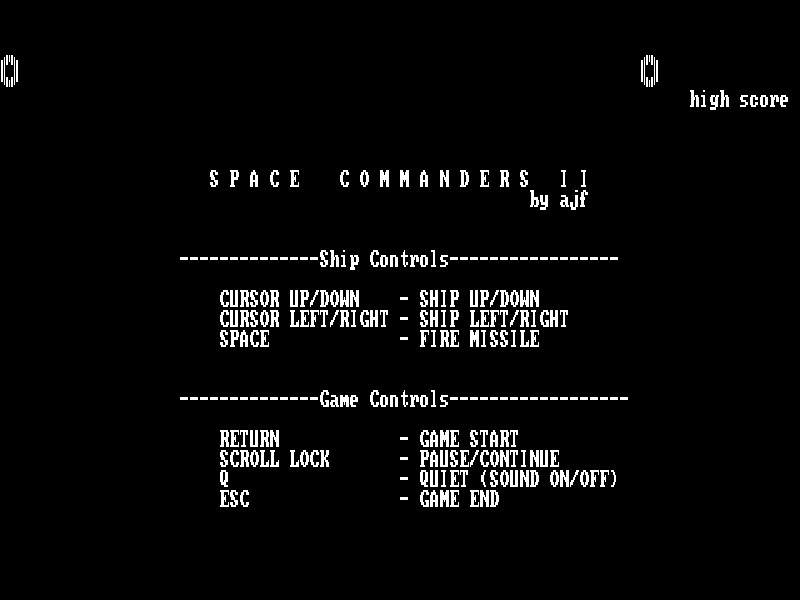 0 0
high score
S P A C E   C O M M A N D E R S   I I
by ajf
--------------Ship Controls-----------------
CURSOR UP/DOWN    - SHIP UP/DOWN
CURSOR LEFT/RIGHT - SHIP LEFT/RIGHT
SPACE             - FIRE MISSILE
--------------Game Controls------------------
RETURN            - GAME START
SCROLL LOCK       - PAUSE/CONTINUE
Q                 - QUIET (SOUND ON/OFF)
ESC               - GAME END